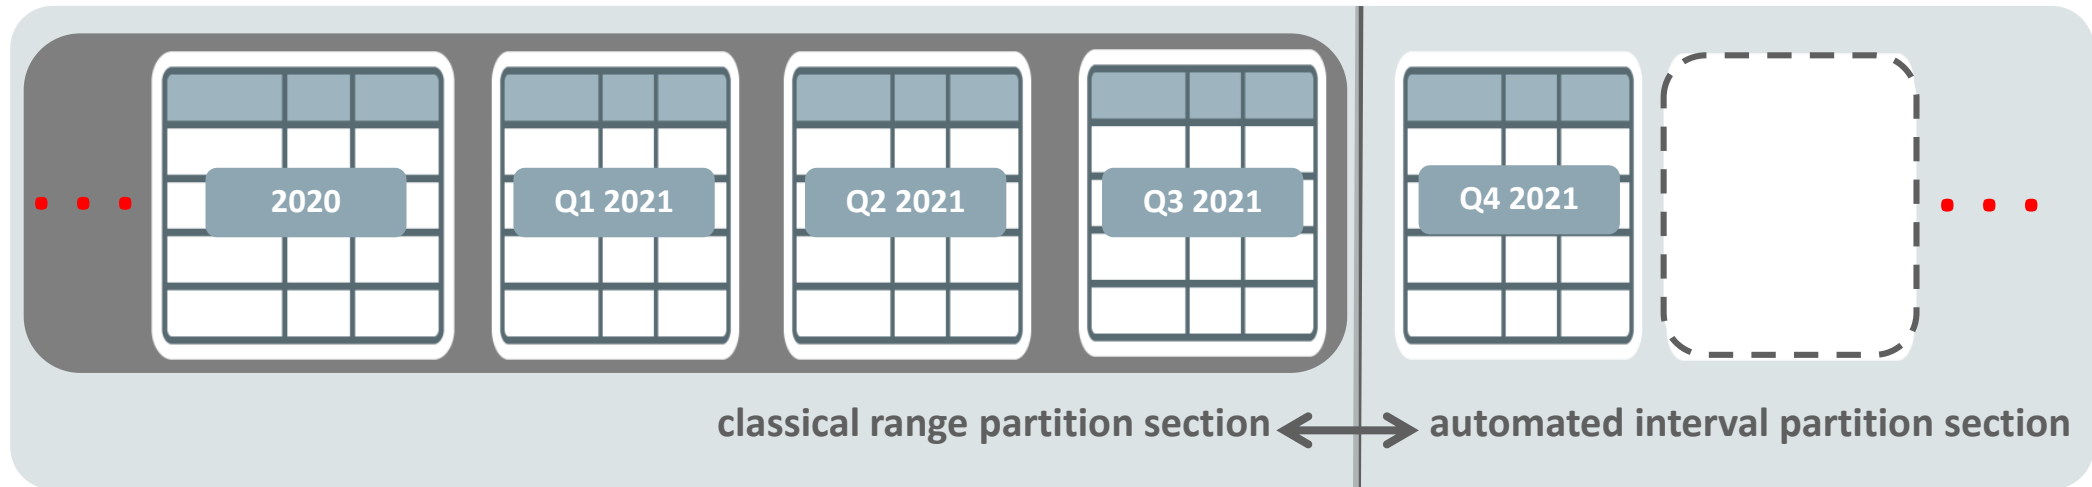 2020
Q1 2021
Q2 2021
Q3 2021
Q4 2021
classical range partition section
automated interval partition section